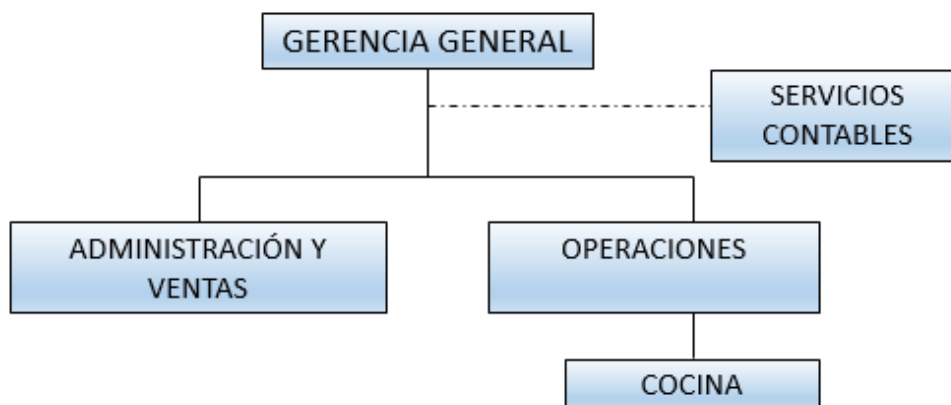 GERENCIA GENERAL
SERVICIOS
CONTABLES
ADMINISTRACIÓN Y
VENTAS
OPERACIONES
COCINA